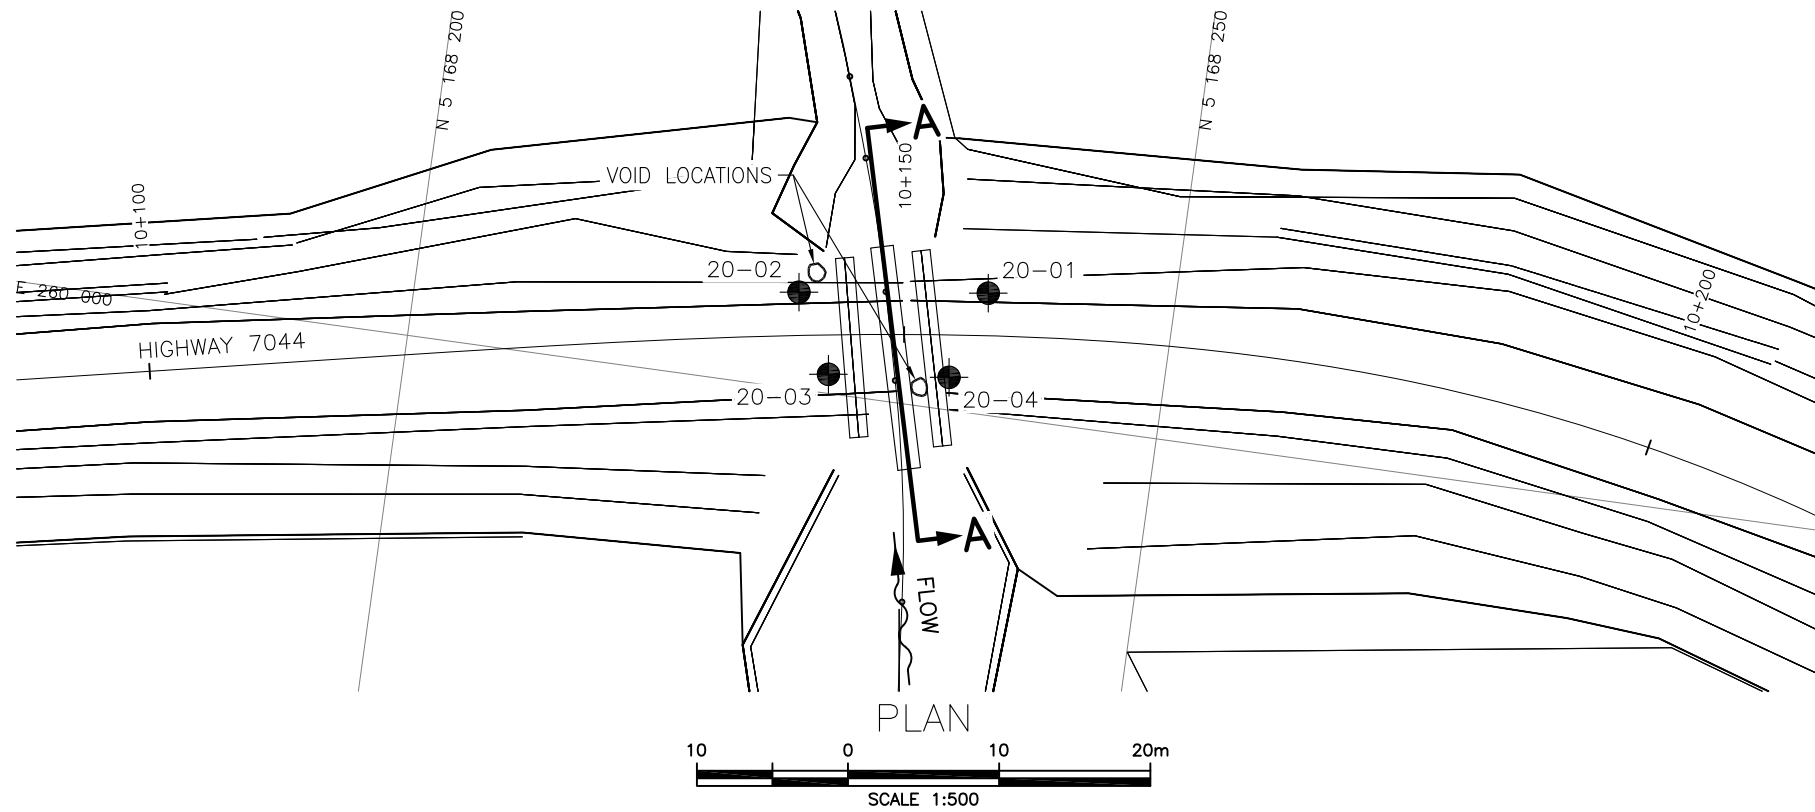 N 5 168 200
N 5 168 250
A
10+150
VOID LOCATIONS
10+100
20-02
20-01
E 260 000
10+200
HIGHWAY 7044
20-03
20-04
A
FLOW
PLAN
10 0 10 20m
SCALE 1:500